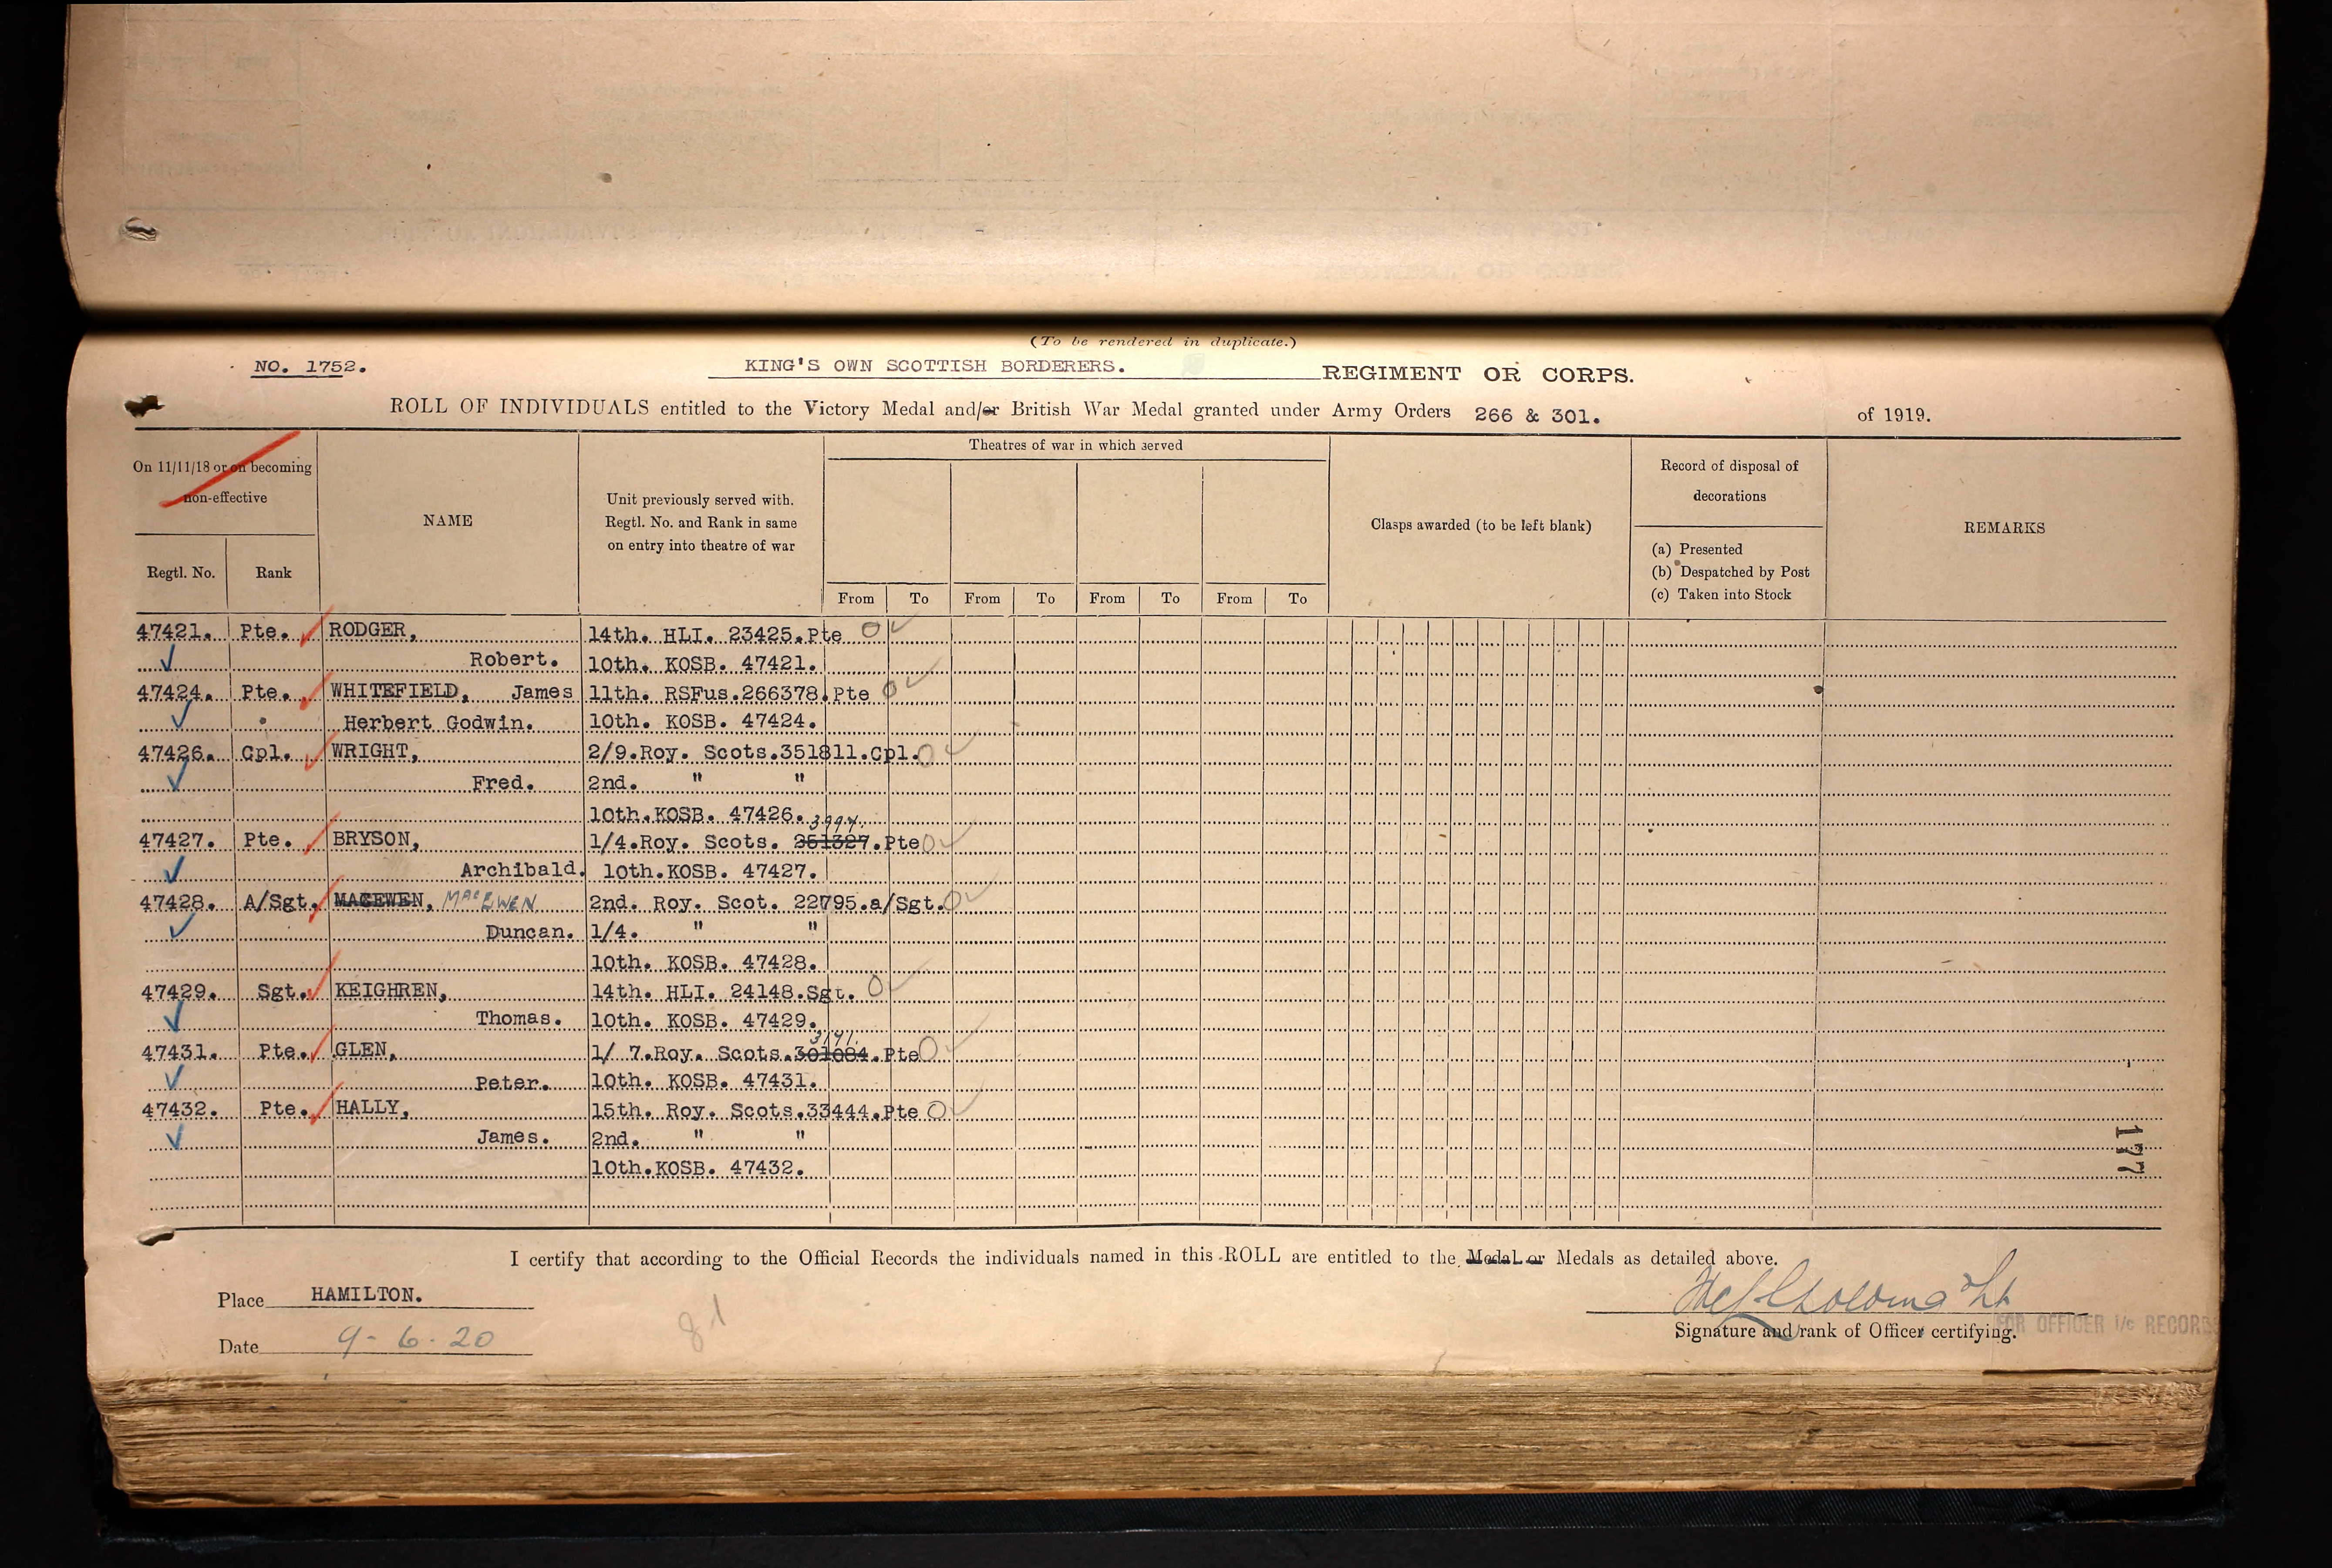 (To be rendered in duplicate.)
NO. 1752. KING'S OWN SCOTTISH BORDERERS. REGIMENT OR CORPS.
ROLL OF INDIVIDUALS entitled to the Victory Medal and/or British War Medal granted under Army Orders 266 & 301. of 1919.
On 11/11/18 or on becoming non-effective
Regtl. No. Rank
NAME
Unit previously served with.
Regtl. No. and Rank in same
on entry into theatre of war
Theatres of war in which served
From To From To From To From To
Clasps awarded (to be left blank)
Record of disposal of
decorations
(a) Presented
(b) Despatched by Post
(c) Taken into Stock
REMARKS
47421. Pte. RODGER, 14th. HLI. 23425.Pte
Robert. 10th. KOSB. 47421.
47424. Pte. WHITEFIELD, James 11th. RSFus.266378.Pte
Herbert Godwin. 10th. KOSB. 47424.
47426. Cpl. WRIGHT, 2/9.Roy. Scots.351811.Cpl.
Fred. 2nd. " "
10th.KOSB. 47426.
3994.
47427. Pte. BRYSON, 1/4.Roy. Scots. 251327.Pte
Archibald. 10th.KOSB. 47427.
47428. A/Sgt. MACEWEN, MacEWEN 2nd. Roy. Scot. 22795.a/Sgt.
Duncan. 1/4. " "
10th. KOSB. 47428.
47429. Sgt. KEIGHREN, 14th. HLI. 24148.Sgt.
Thomas. 10th. KOSB. 47429.
3191.
47431. Pte. GLEN, 1/ 7.Roy. Scots.301084.Pte
Peter. 10th. KOSB. 47431.
47432. Pte. HALLY, 15th. Roy. Scots.33444.Pte
James. 2nd. " "
10th.KOSB. 47432.
177
I certify that according to the Official Records the individuals named in this ROLL are entitled to the Medal or Medals as detailed above.
Place HAMILTON.
Date 9-6-20
81
Signature and rank of Officer certifying.
FOR OFFICER i/c RECORDS